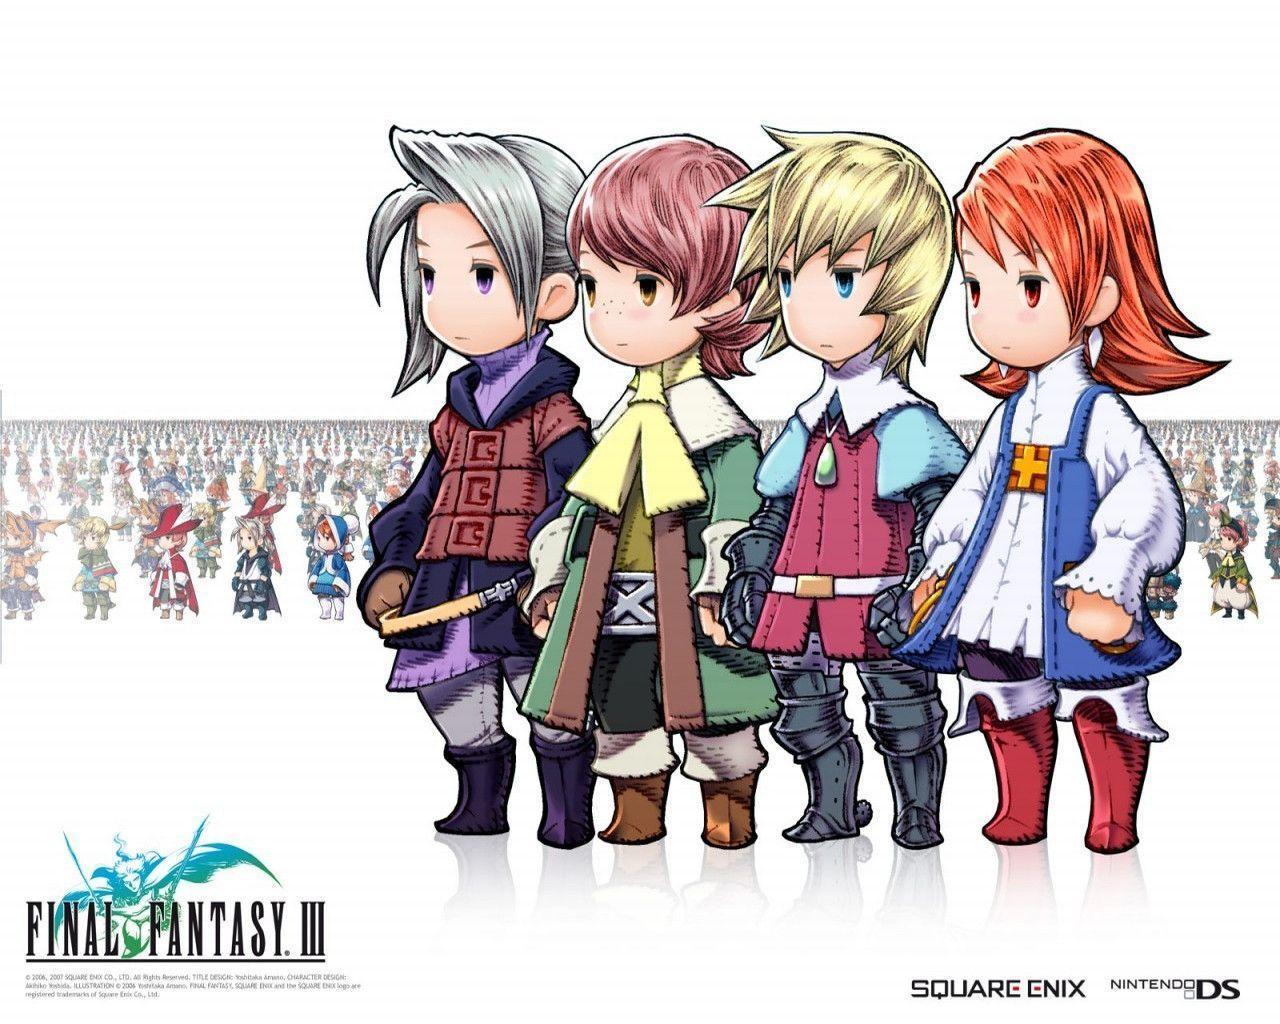 FINAL FANTASY. III
© 2006, 2007 SQUARE ENIX CO., LTD. All Rights Reserved. TITLE DESIGN: Yoshitaka Amano, CHARACTER DESIGN:
Akihiko Yoshida. ILLUSTRATION © 2006 Yoshitaka Amano. FINAL FANTASY, SQUARE ENIX and the SQUARE ENIX logo are
registered trademarks of Square Enix Co., Ltd.
SQUARE ENIX
NINTENDO DS